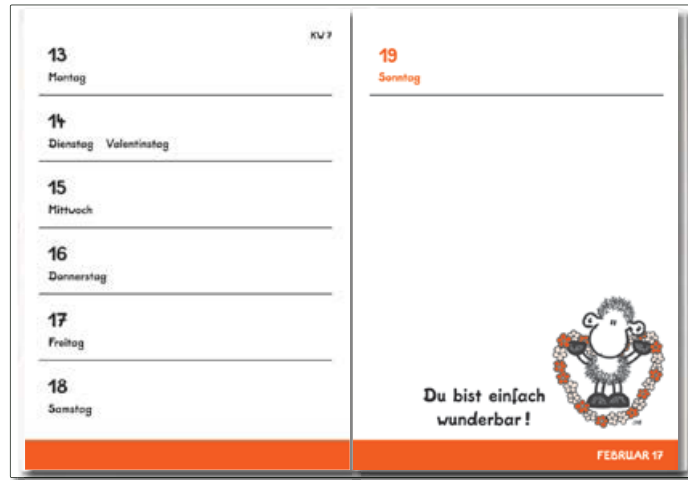 KW 7
13
Montag
14
Dienstag Valentinstag
15
Mittwoch
16
Donnerstag
17
Freitag
18
Samstag
19
Sonntag
Du bist einfach
wunderbar!
FEBRUAR 17